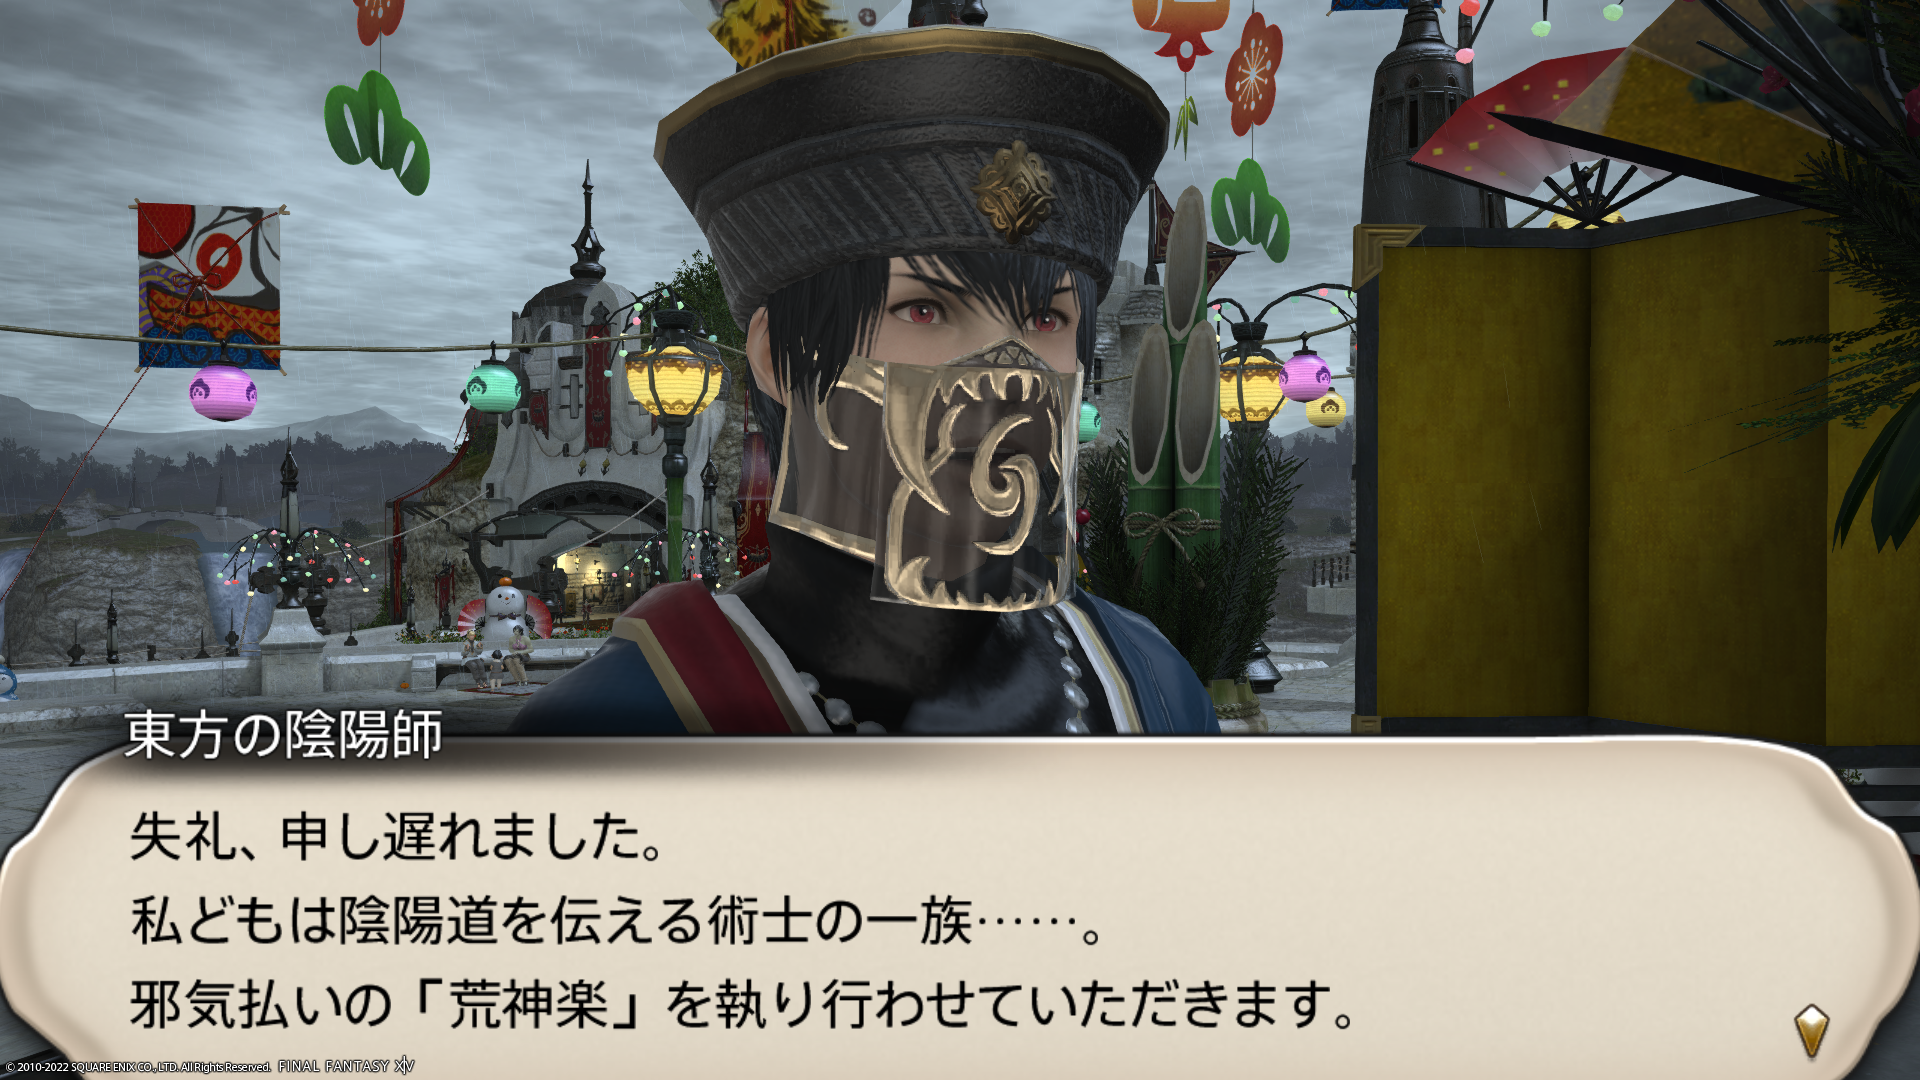 東方の陰陽師
失礼、申し遅れました。
私どもは陰陽道を伝える術士の一族……。
邪気払いの「荒神楽」を執り行わせていただきます。
© 2010-2022 SQUARE ENIX CO., LTD. All Rights Reserved. FINAL FANTASY XIV